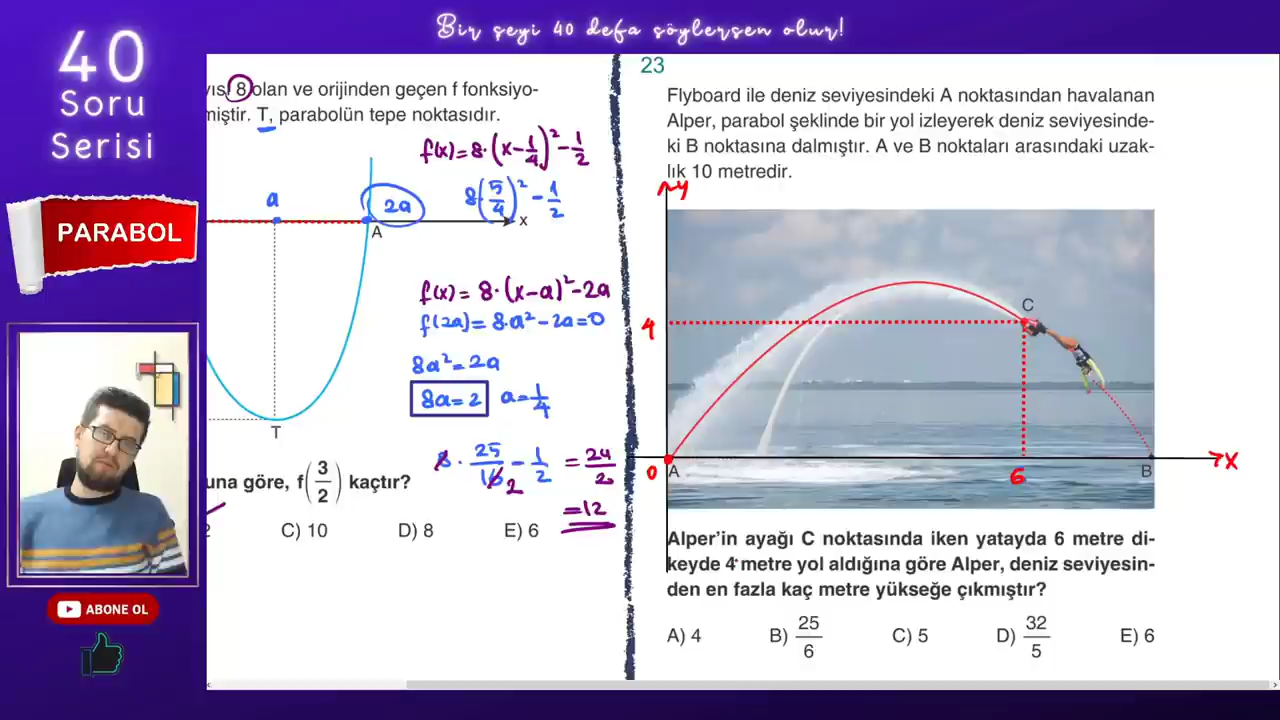 Bir şeyi 40 defa söylersen olur!
40
Soru
Serisi
PARABOL
ABONE OL
8 olan ve orijinden geçen f fonksiyo-
miştir. T, parabolün tepe noktasıdır.
f(x)=8·(x-1/4)²-1/2
8(5/4)²-1/2
a
2a
A
x
f(x)=8·(x-a)²-2a
f(2a)=8·a²-2a=0
8a²=2a
8a=2 a=1/4
T
8·25/16 2-1/2=24/2
=12
una göre, f(3/2) kaçtır?
2 C) 10 D) 8 E) 6
23
Flyboard ile deniz seviyesindeki A noktasından havalanan
Alper, parabol şeklinde bir yol izleyerek deniz seviyesinde-
ki B noktasına dalmıştır. A ve B noktaları arasındaki uzak-
lık 10 metredir.
y
C
4
0 A 6 B x
Alper'in ayağı C noktasında iken yatayda 6 metre di-
keyde 4 metre yol aldığına göre Alper, deniz seviyesin-
den en fazla kaç metre yükseğe çıkmıştır?
A) 4 B) 25/6 C) 5 D) 32/5 E) 6